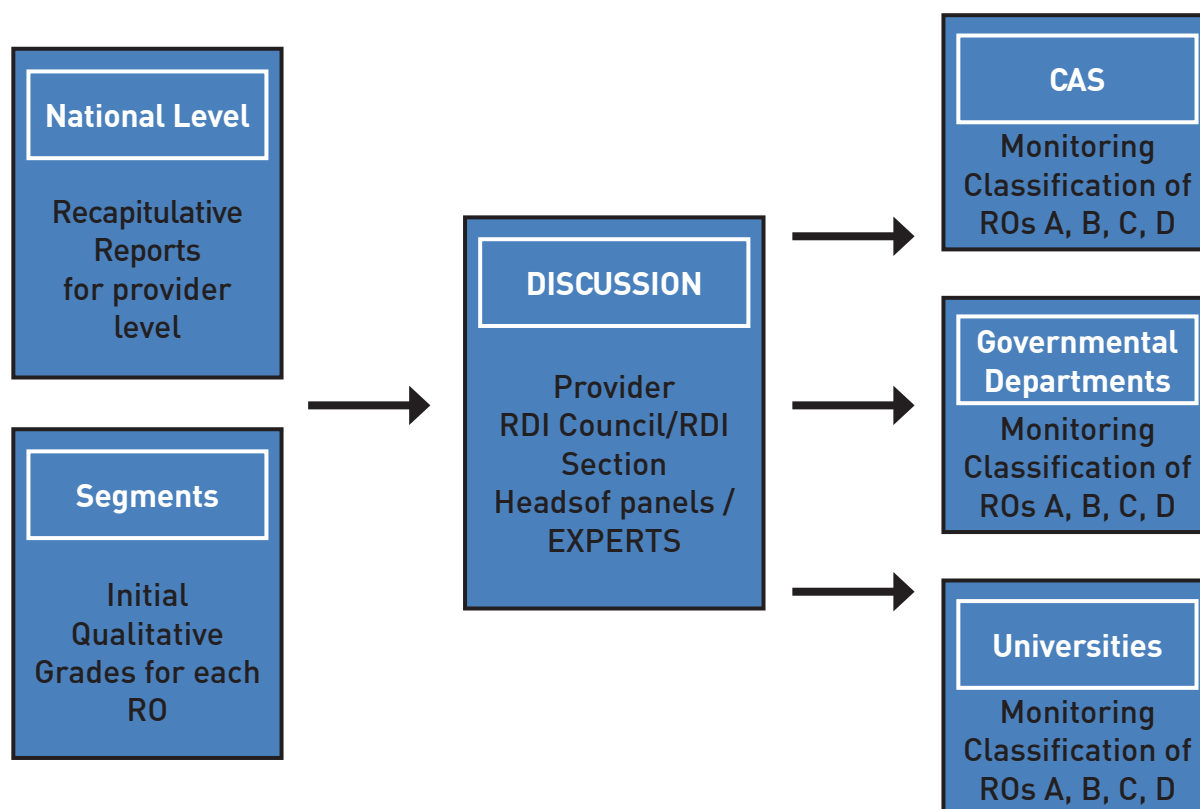 National Level
Recapitulative
Reports
for provider
level
Segments
Initial
Qualitative
Grades for each
RO
DISCUSSION
Provider
RDI Council/RDI
Section
Headsof panels /
EXPERTS
CAS
Monitoring
Classification of
ROs A, B, C, D
Governmental
Departments
Monitoring
Classification of
ROs A, B, C, D
Universities
Monitoring
Classification of
ROs A, B, C, D